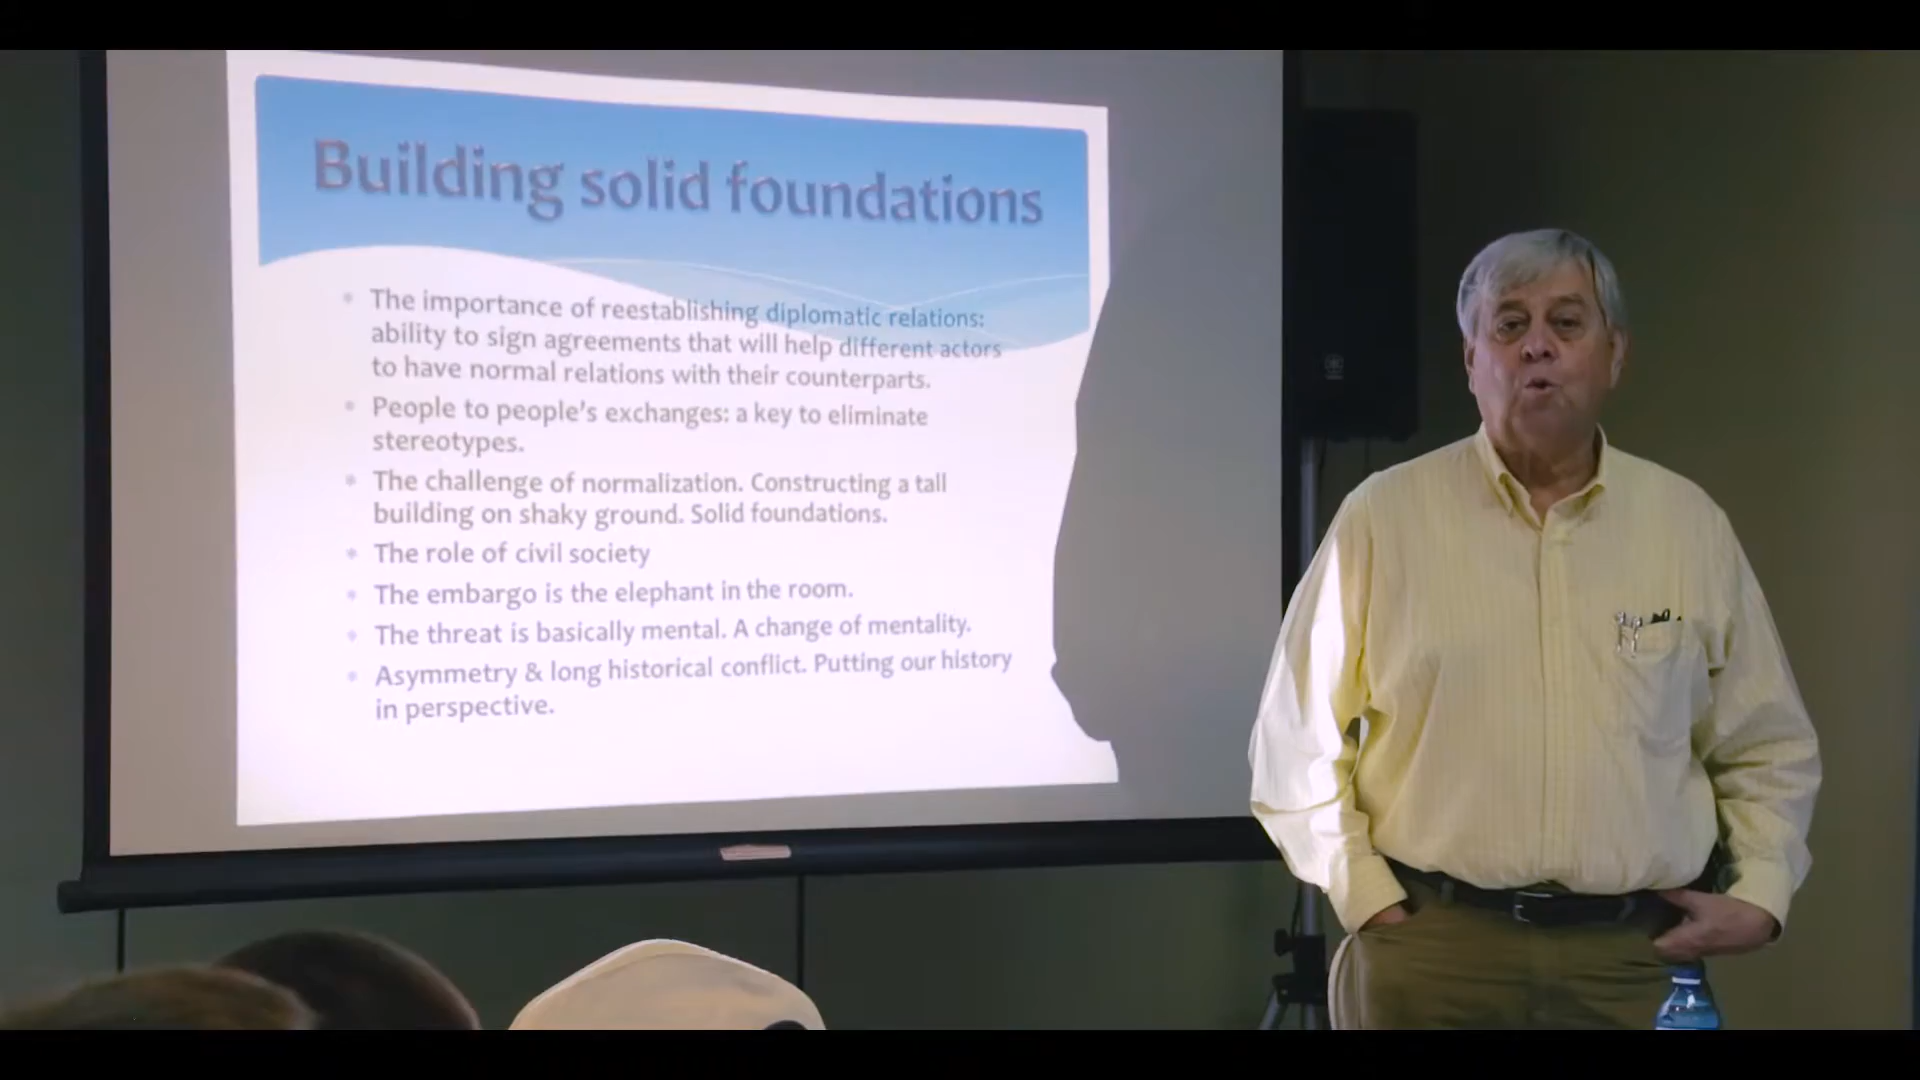 Building solid foundations
The importance of reestablishing diplomatic relations:
ability to sign agreements that will help different actors
to have normal relations with their counterparts.
People to people's exchanges: a key to eliminate
stereotypes.
The challenge of normalization. Constructing a tall
building on shaky ground. Solid foundations.
The role of civil society
The embargo is the elephant in the room.
The threat is basically mental. A change of mentality.
Asymmetry & long historical conflict. Putting our history
in perspective.